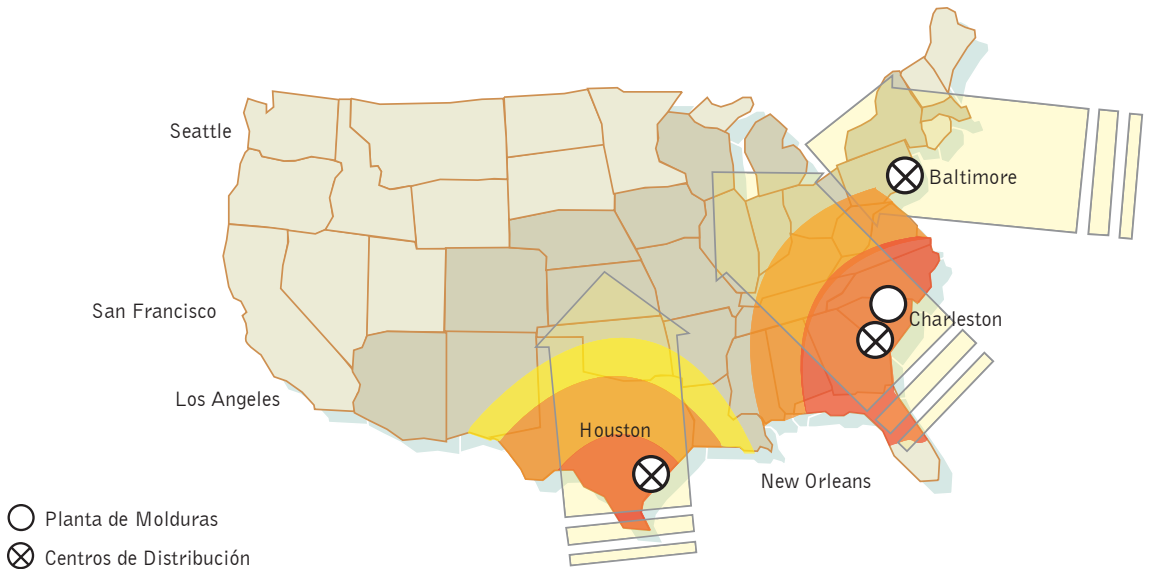 Seattle
Baltimore
San Francisco
Charleston
Los Angeles
Houston
New Orleans
Planta de Molduras
Centros de Distribución